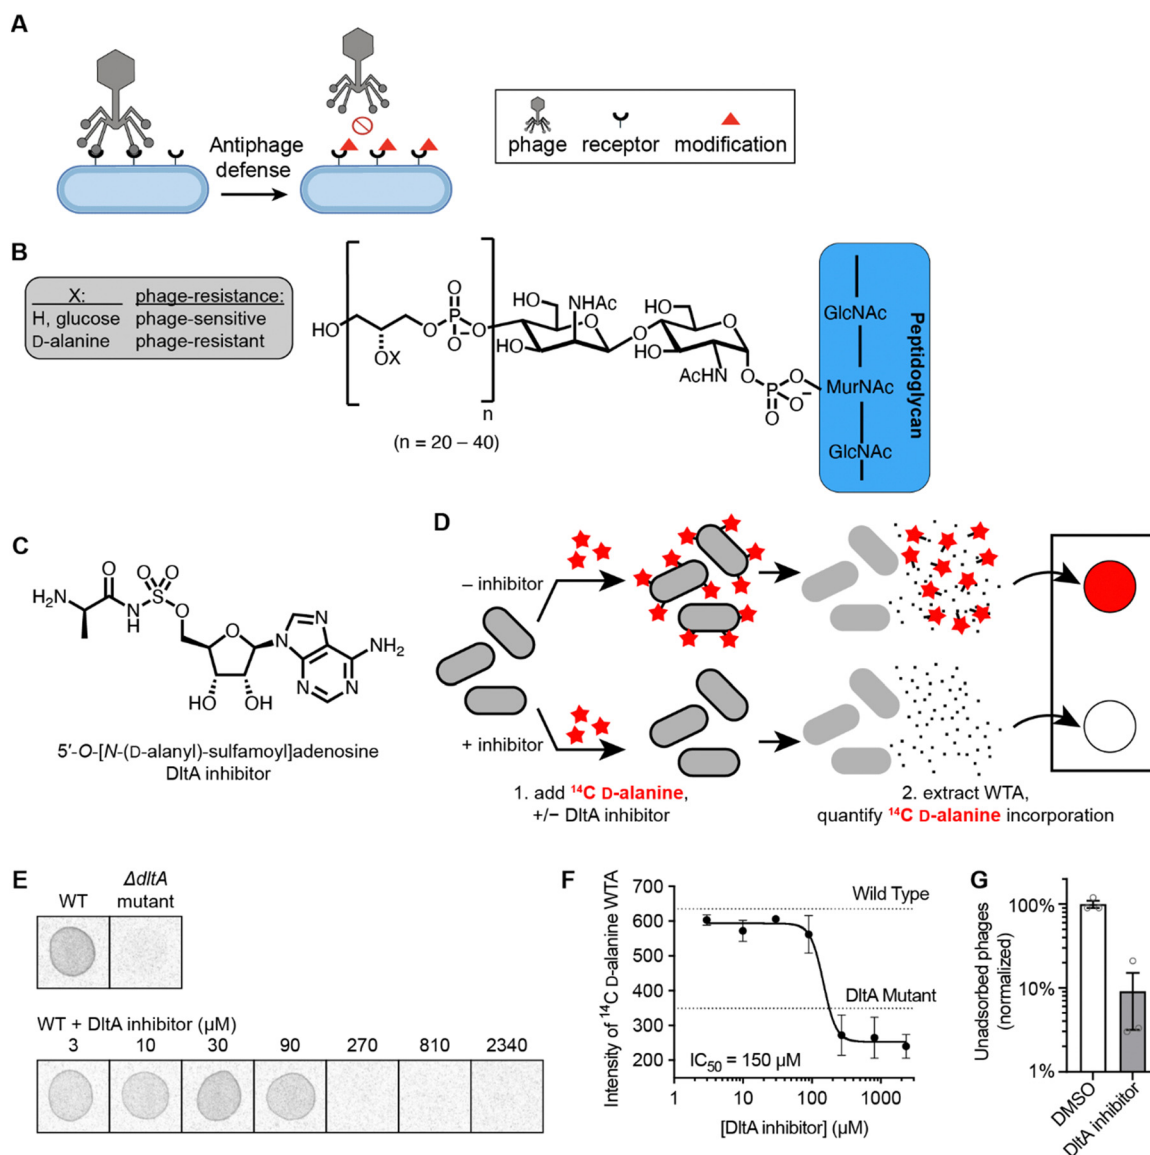 A
Antiphage
defense
phage receptor modification
B
X: phage-resistance:
H, glucose phage-sensitive
D-alanine phage-resistant
HO
OX
O
P
O
O⁻
O
n
(n = 20 – 40)
HO
NHAc
O
HO
O
HO
O
HO
AcHN
O
P
O
O
O⁻
GlcNAc
MurNAc
GlcNAc
Peptidoglycan
C
H₂N
O
N
H
O O
S
O
O
N
N
N
N
NH₂
HO OH
5′-O-[N-(D-alanyl)-sulfamoyl]adenosine
DltA inhibitor
D
– inhibitor
+ inhibitor
1. add ¹⁴C D-alanine,
+/− DltA inhibitor
2. extract WTA,
quantify ¹⁴C D-alanine incorporation
E
WT
ΔdltA
mutant
WT + DltA inhibitor (μM)
3 10 30 90 270 810 2340
F
Intensity of ¹⁴C D-alanine WTA
700
600
500
400
300
200
Wild Type
DltA Mutant
IC₅₀ = 150 μM
1 10 100 1000
[DltA inhibitor] (μM)
G
Unadsorbed phages
(normalized)
100%
10%
1%
DMSO
DltA inhibitor